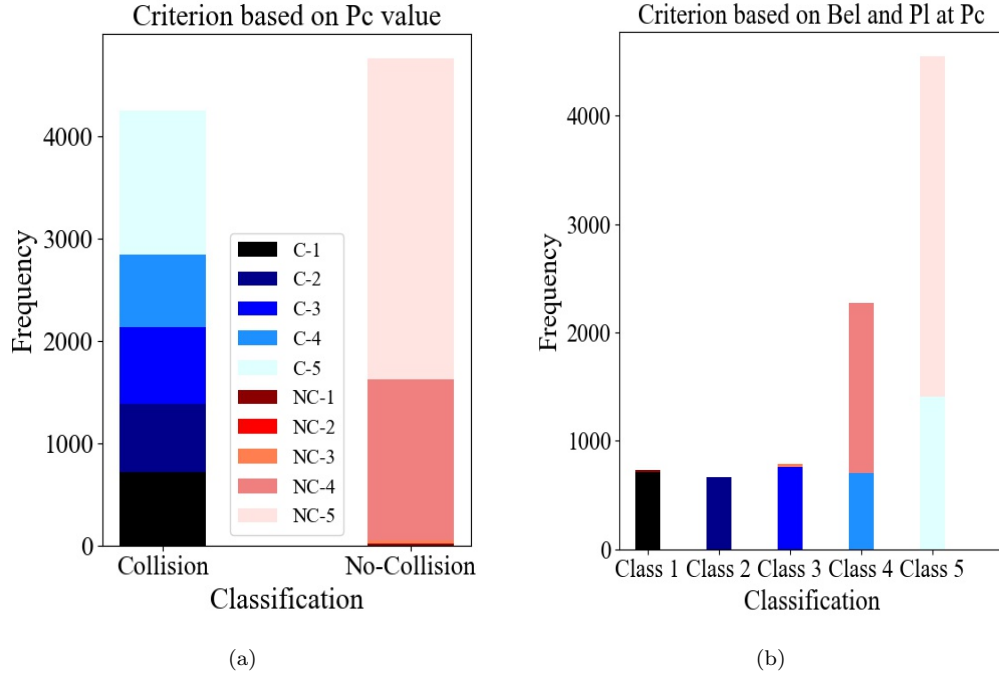 Criterion based on Pc value
4000
3000
2000
1000
0
Frequency
C-1
C-2
C-3
C-4
C-5
NC-1
NC-2
NC-3
NC-4
NC-5
Collision
No-Collision
Classification
(a)
Criterion based on Bel and Pl at Pc
4000
3000
2000
1000
0
Frequency
Class 1 Class 2 Class 3 Class 4 Class 5
Classification
(b)